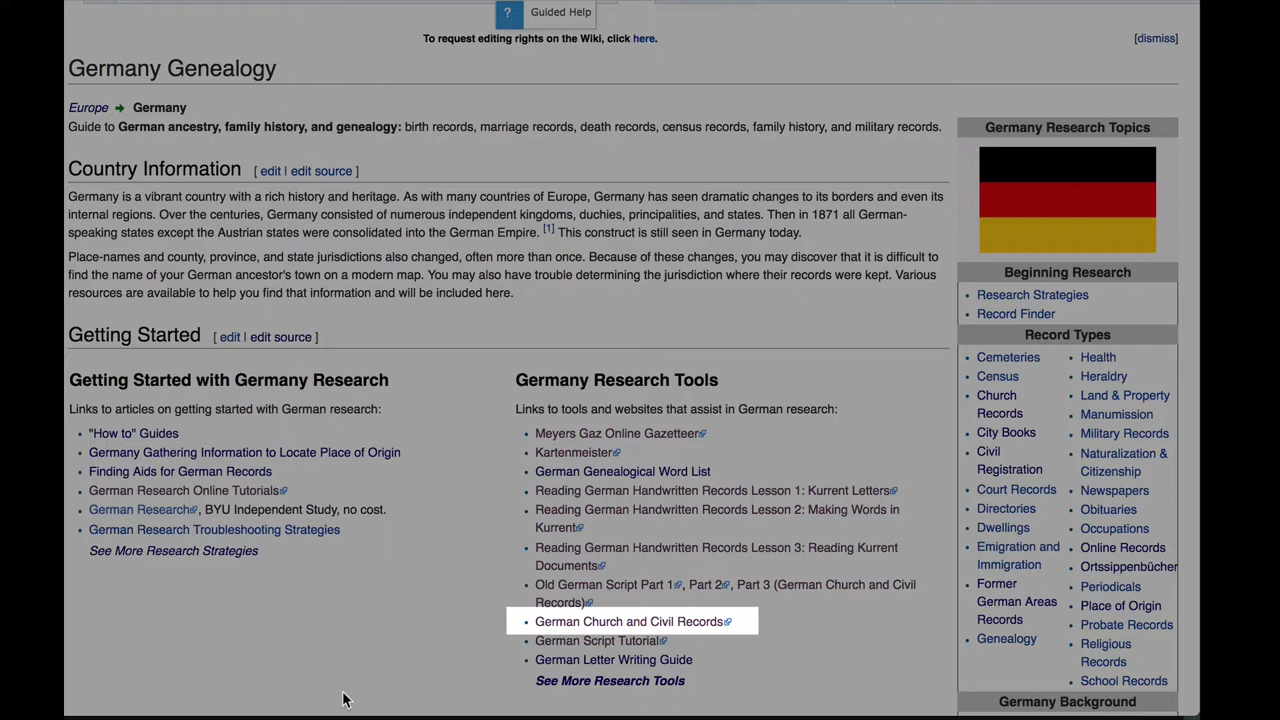 ? Guided Help
To request editing rights on the Wiki, click here.
[dismiss]
Germany Genealogy
Europe Germany
Guide to German ancestry, family history, and genealogy: birth records, marriage records, death records, census records, family history, and military records.
Country Information [ edit | edit source ]
Germany is a vibrant country with a rich history and heritage. As with many countries of Europe, Germany has seen dramatic changes to its borders and even its
internal regions. Over the centuries, Germany consisted of numerous independent kingdoms, duchies, principalities, and states. Then in 1871 all German-
speaking states except the Austrian states were consolidated into the German Empire. [1] This construct is still seen in Germany today.
Place-names and county, province, and state jurisdictions also changed, often more than once. Because of these changes, you may discover that it is difficult to
find the name of your German ancestor's town on a modern map. You may also have trouble determining the jurisdiction where their records were kept. Various
resources are available to help you find that information and will be included here.
Getting Started [ edit | edit source ]
Getting Started with Germany Research
Links to articles on getting started with German research:
• "How to" Guides
• Germany Gathering Information to Locate Place of Origin
• Finding Aids for German Records
• German Research Online Tutorials
• German Research, BYU Independent Study, no cost.
• German Research Troubleshooting Strategies
See More Research Strategies
Germany Research Tools
Links to tools and websites that assist in German research:
• Meyers Gaz Online Gazetteer
• Kartenmeister
• German Genealogical Word List
• Reading German Handwritten Records Lesson 1: Kurrent Letters
• Reading German Handwritten Records Lesson 2: Making Words in
Kurrent
• Reading German Handwritten Records Lesson 3: Reading Kurrent
Documents
• Old German Script Part 1, Part 2, Part 3 (German Church and Civil
Records)
• German Church and Civil Records
• German Script Tutorial
• German Letter Writing Guide
See More Research Tools
Germany Research Topics
Beginning Research
• Research Strategies
• Record Finder
Record Types
• Cemeteries
• Census
• Church
Records
• City Books
• Civil
Registration
• Court Records
• Directories
• Dwellings
• Emigration and
Immigration
• Former
German Areas
Records
• Genealogy
• Health
• Heraldry
• Land & Property
• Manumission
• Military Records
• Naturalization &
Citizenship
• Newspapers
• Obituaries
• Occupations
• Online Records
• Ortssippenbücher
• Periodicals
• Place of Origin
• Probate Records
• Religious
Records
• School Records
Germany Background